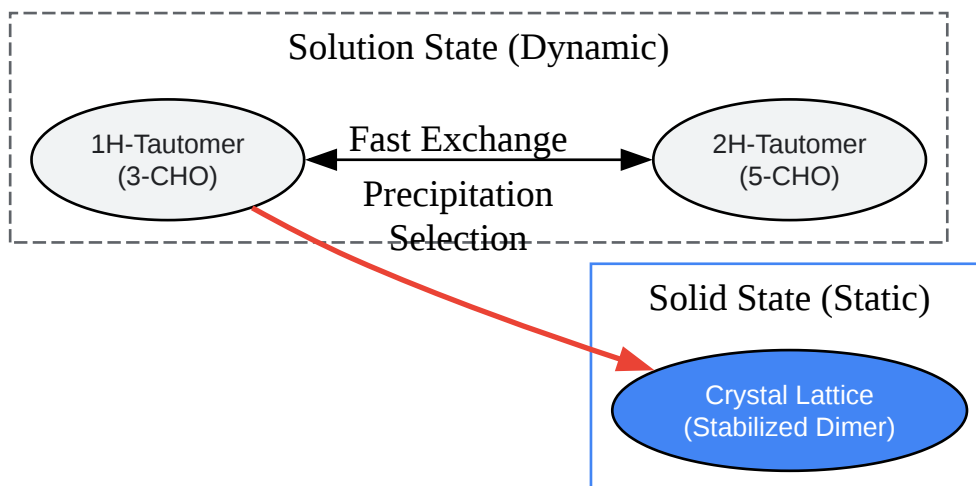 Solution State (Dynamic)
1H-Tautomer
(3-CHO)
Fast Exchange
2H-Tautomer
(5-CHO)
Precipitation
Selection
Solid State (Static)
Crystal Lattice
(Stabilized Dimer)